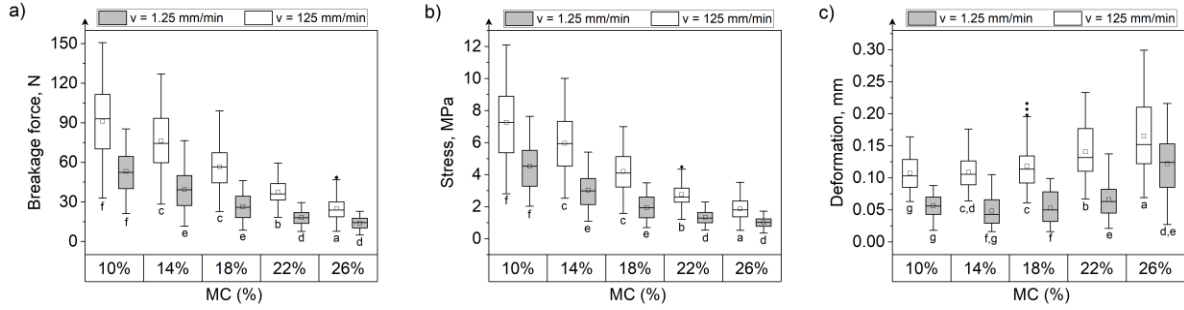 a)
v = 1.25 mm/min v = 125 mm/min
Breakage force, N
150
120
90
60
30
0
f f c e c e b d a d
10% 14% 18% 22% 26%
MC (%)
b)
v = 1.25 mm/min v = 125 mm/min
Stress, MPa
12
10
8
6
4
2
0
f f c e c e b d a d
10% 14% 18% 22% 26%
MC (%)
c)
v = 1.25 mm/min v = 125 mm/min
Deformation, mm
0.30
0.25
0.20
0.15
0.10
0.05
0.00
g g c,d f,g c f b e a d,e
10% 14% 18% 22% 26%
MC (%)